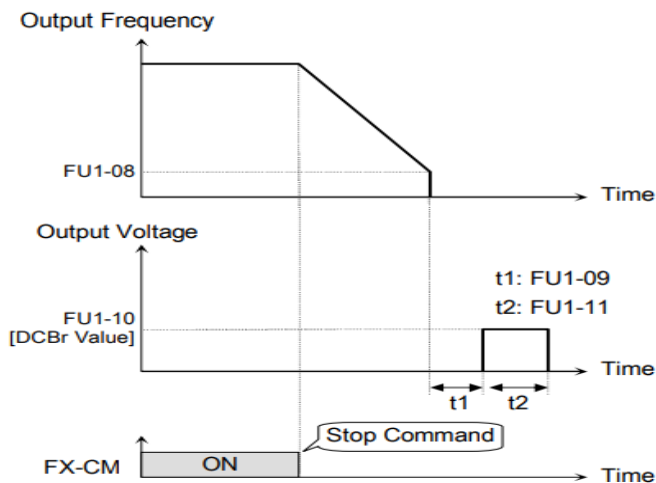 Output Frequency
FU1-08
Time
Output Voltage
t1: FU1-09
t2: FU1-11
FU1-10
[DCBr Value]
Time
t1
t2
Stop Command
FX-CM
ON
Time